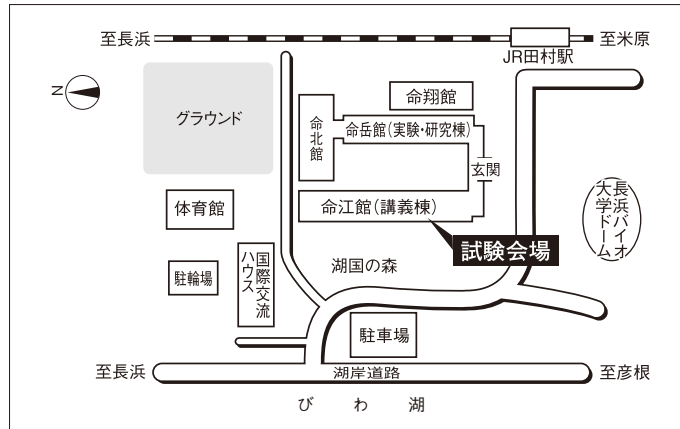 至長浜
至米原
JR田村駅
N
グラウンド
命翔館
命北館
命岳館(実験・研究棟)
玄関
体育館
命江館(講義棟)
長浜バイオ
大学ドーム
試験会場
駐輪場
国際交流
ハウス
湖国の森
駐車場
至長浜
湖岸道路
至彦根
びわ湖